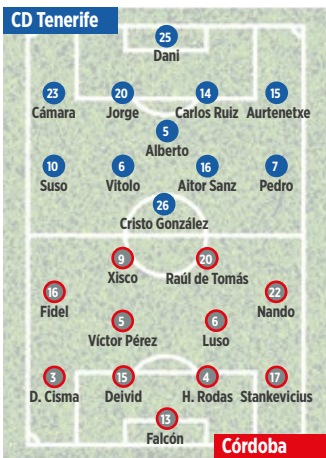 CD Tenerife
25
Dani
23 20 14 15
Cámara Jorge Carlos Ruiz Aurtenetxe
5
Alberto
10 6 16 7
Suso Vitolo Aitor Sanz Pedro
26
Cristo González
9 20
Xisco Raúl de Tomás
16 22
Fidel Nando
5 6
Víctor Pérez Luso
3 15 4 17
D. Cisma Deivid H. Rodas Stankevicius
13
Falcón
Córdoba